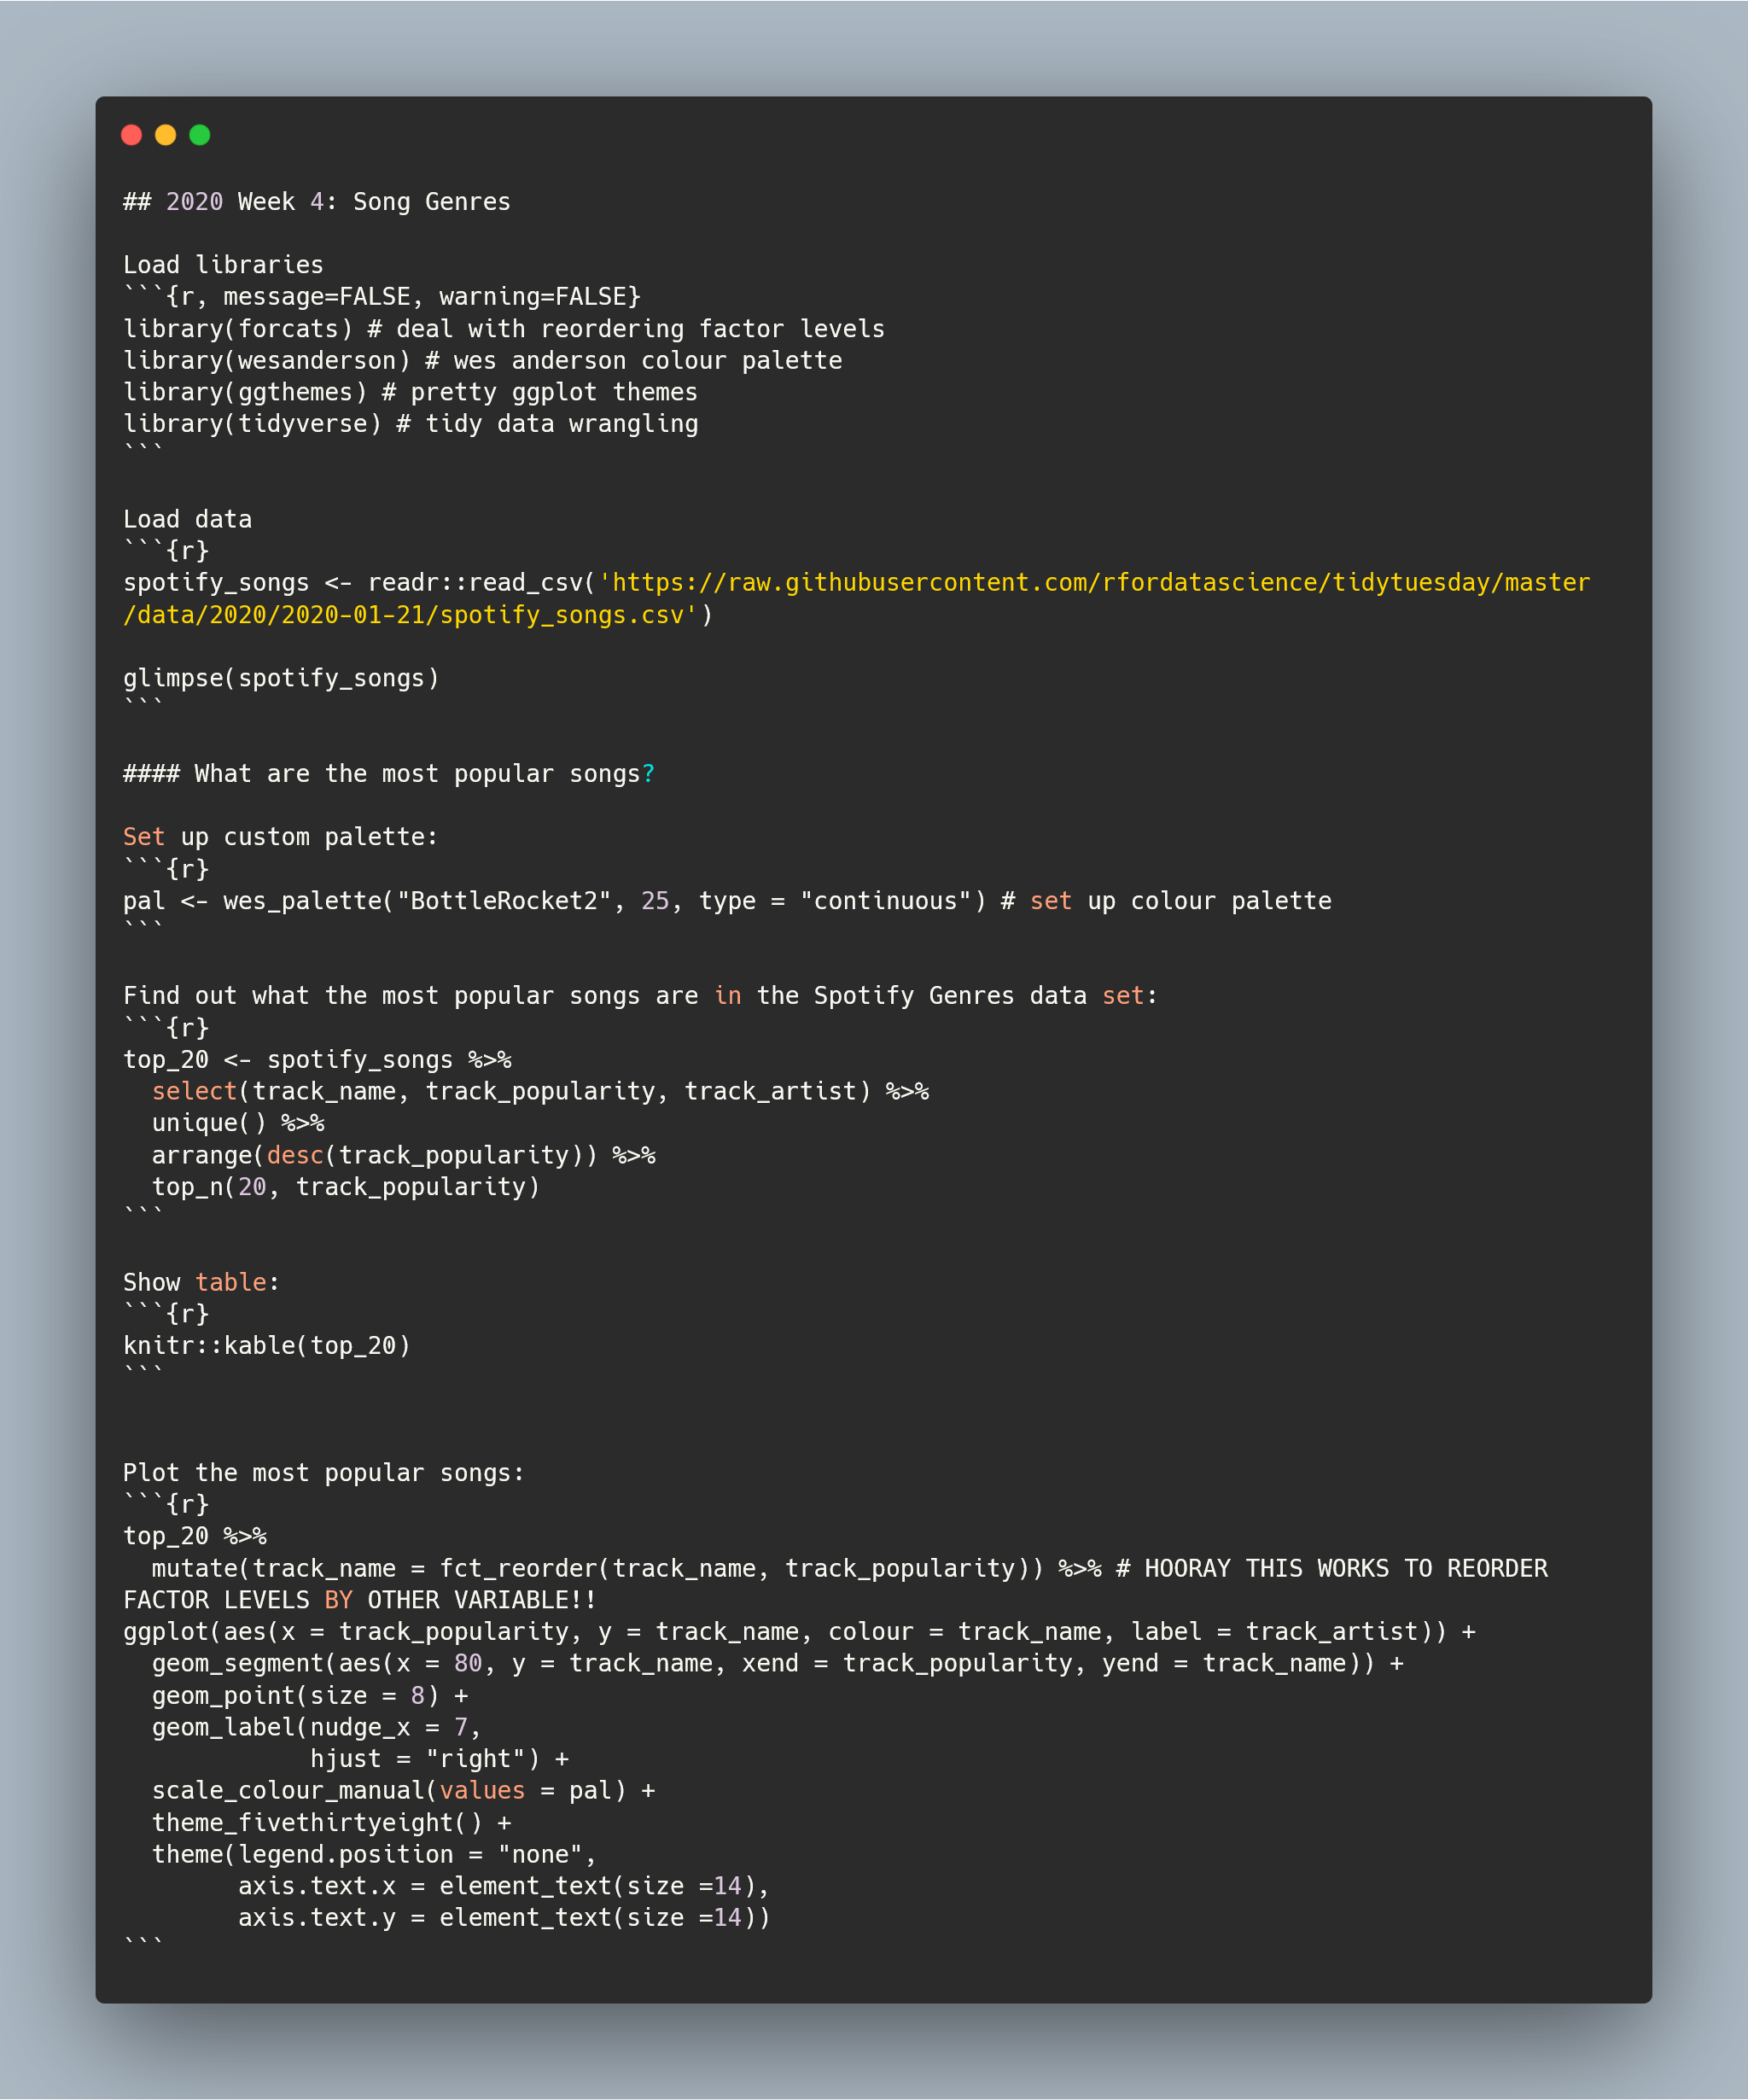 ## 2020 Week 4: Song Genres

Load libraries
```{r, message=FALSE, warning=FALSE}
library(forcats) # deal with reordering factor levels
library(wesanderson) # wes anderson colour palette
library(ggthemes) # pretty ggplot themes
library(tidyverse) # tidy data wrangling
```

Load data
```{r}
spotify_songs <- readr::read_csv('https://raw.githubusercontent.com/rfordatascience/tidytuesday/master
/data/2020/2020-01-21/spotify_songs.csv')

glimpse(spotify_songs)
```

#### What are the most popular songs?

Set up custom palette:
```{r}
pal <- wes_palette("BottleRocket2", 25, type = "continuous") # set up colour palette
```

Find out what the most popular songs are in the Spotify Genres data set:
```{r}
top_20 <- spotify_songs %>%
  select(track_name, track_popularity, track_artist) %>%
  unique() %>%
  arrange(desc(track_popularity)) %>%
  top_n(20, track_popularity)
```

Show table:
```{r}
knitr::kable(top_20)
```


Plot the most popular songs:
```{r}
top_20 %>%
  mutate(track_name = fct_reorder(track_name, track_popularity)) %>% # HOORAY THIS WORKS TO REORDER
FACTOR LEVELS BY OTHER VARIABLE!!
ggplot(aes(x = track_popularity, y = track_name, colour = track_name, label = track_artist)) +
  geom_segment(aes(x = 80, y = track_name, xend = track_popularity, yend = track_name)) +
  geom_point(size = 8) +
  geom_label(nudge_x = 7,
             hjust = "right") +
  scale_colour_manual(values = pal) +
  theme_fivethirtyeight() +
  theme(legend.position = "none",
        axis.text.x = element_text(size =14),
        axis.text.y = element_text(size =14))
```